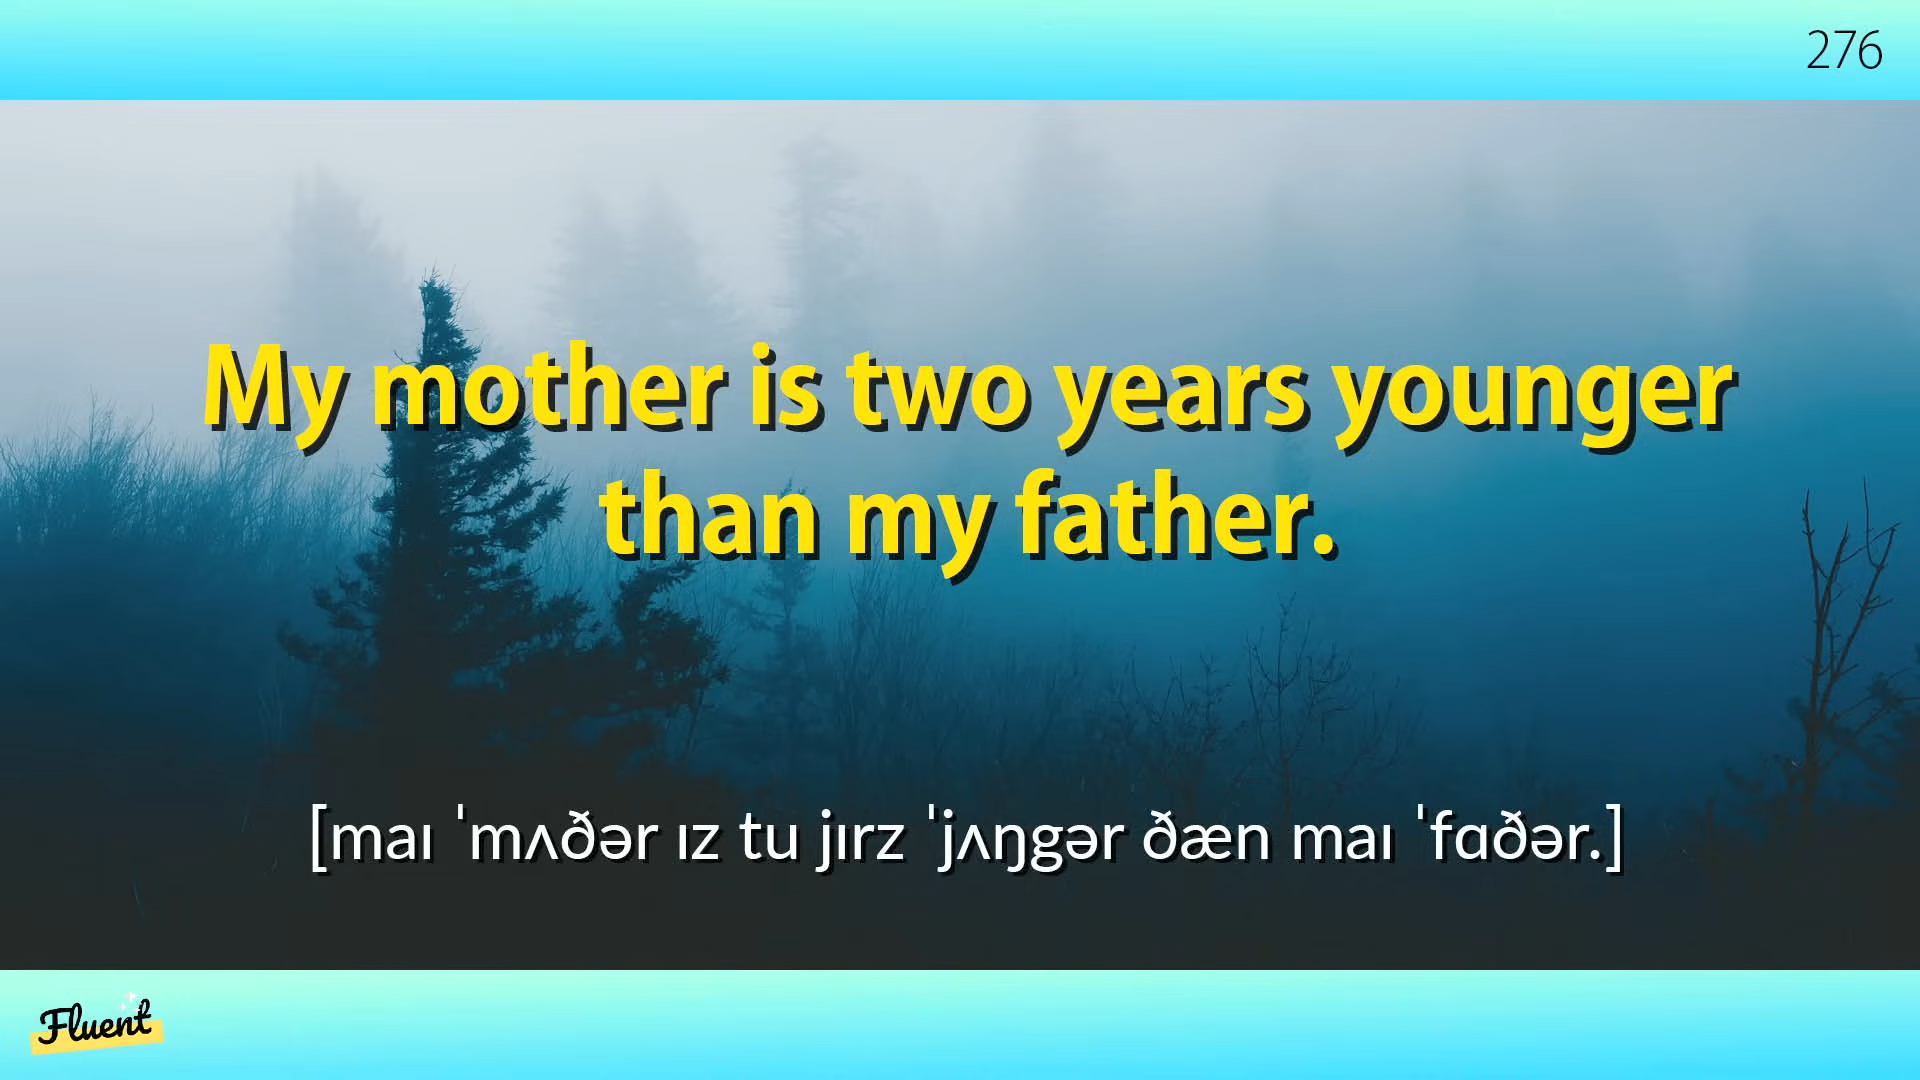 276
My mother is two years younger
than my father.
[maɪ ˈmʌðər ɪz tu jɪrz ˈjʌŋgər ðæn maɪ ˈfɑðər.]
Fluent